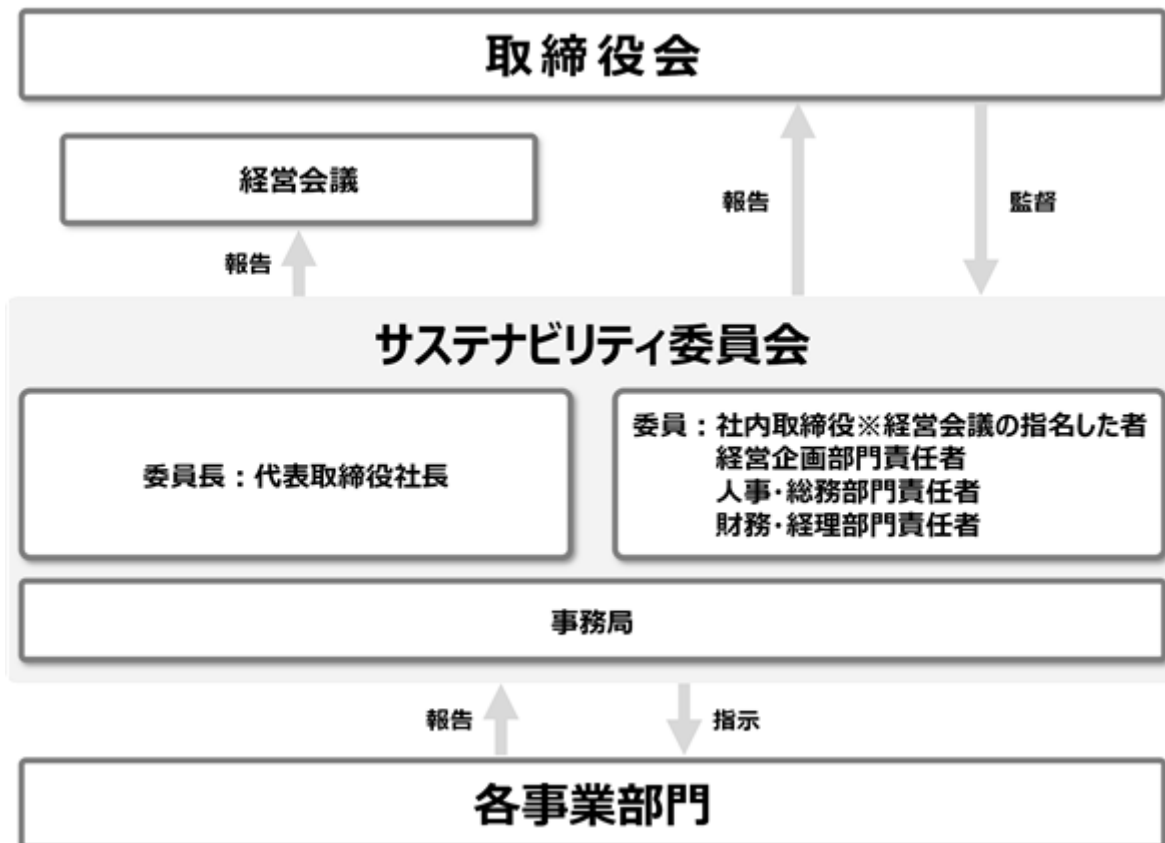 取締役会
経営会議
報告
監督
報告
サステナビリティ委員会
委員長：代表取締役社長
委員：社内取締役※経営会議の指名した者
経営企画部門責任者
人事・総務部門責任者
財務・経理部門責任者
事務局
報告
指示
各事業部門